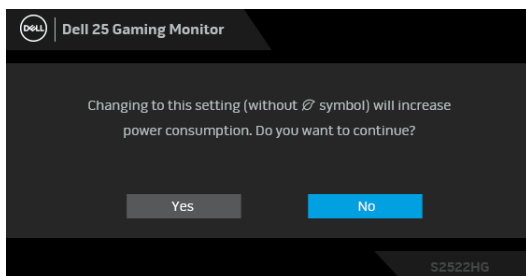 DELL Dell 25 Gaming Monitor
Changing to this setting (without symbol) will increase
power consumption. Do you want to continue?
Yes No
S2522HG